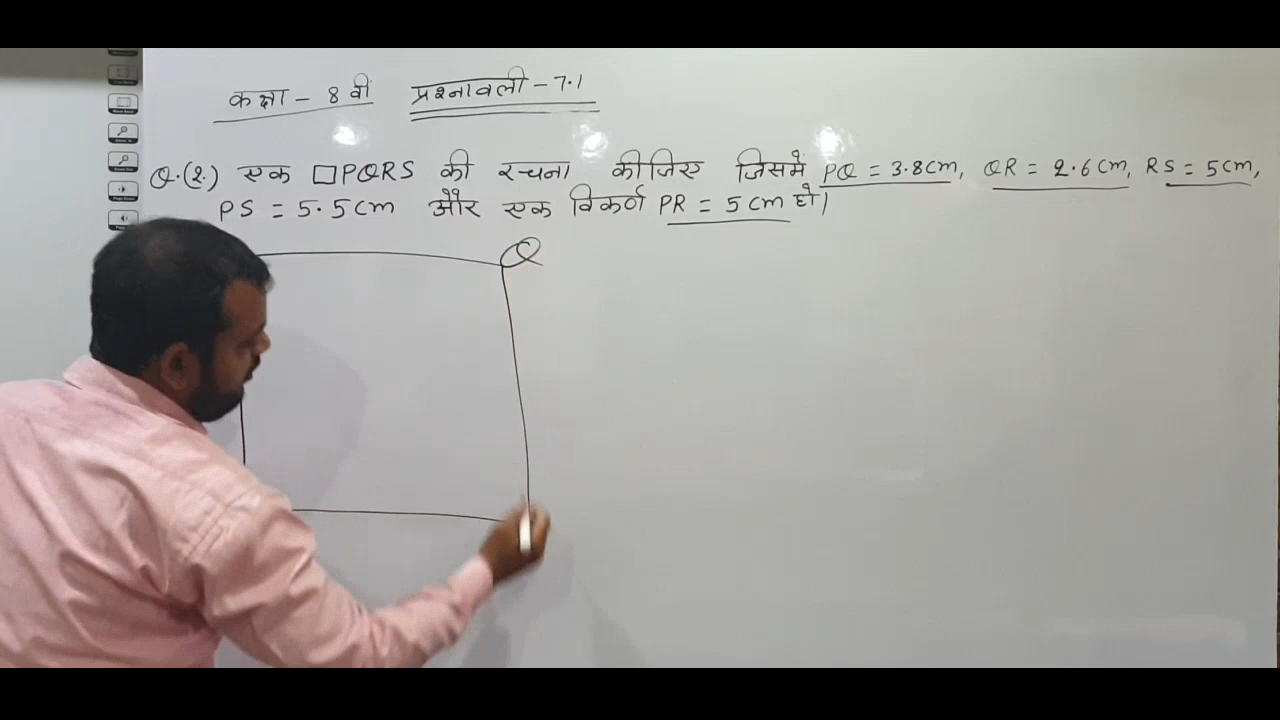 कक्षा - 8 वीं प्रश्नावली - 7.1
Q.(2.) एक □PQRS की रचना कीजिए जिसमें PQ = 3.8cm, QR = 2.6cm, RS = 5cm,
PS = 5.5cm और एक विकर्ण PR = 5cm हो।
Q